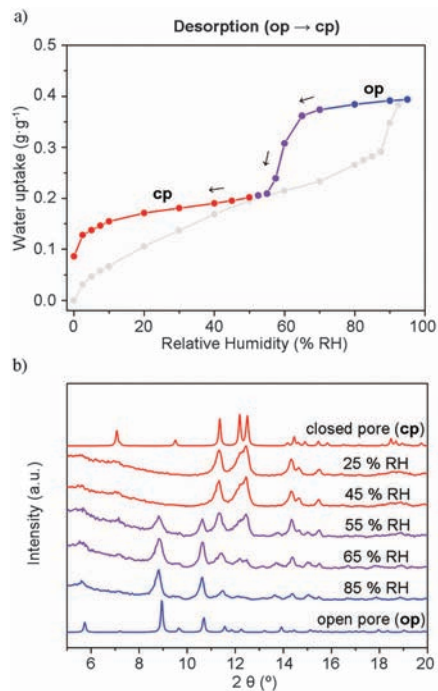 a)
Desorption (op → cp)
0.5
0.4
0.3
0.2
0.1
0.0
Water uptake (g·g⁻¹)
op
cp
0 20 40 60 80 100
Relative Humidity (% RH)
b)
Intensity (a.u.)
closed pore (cp)
25 % RH
45 % RH
55 % RH
65 % RH
85 % RH
open pore (op)
6 8 10 12 14 16 18 20
2 θ (º)